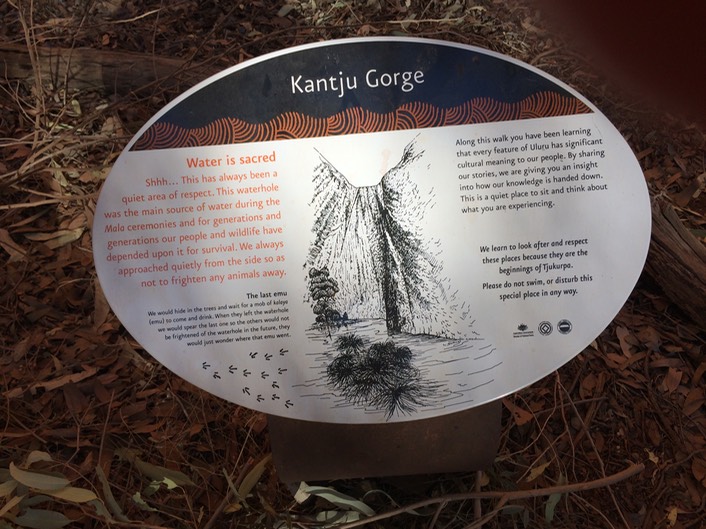 Kantju Gorge
Water is sacred
Shhh... This has always been a
quiet area of respect. This waterhole
was the main source of water during the
Mala ceremonies and for generations and
generations our people and wildlife have
depended upon it for survival. We always
approached quietly from the side so as
not to frighten any animals away.
The last emu
We would hide in the trees and wait for a mob of kalaya
(emu) to come and drink. When they left the waterhole
we would spear the last one so the others would not
be frightened of the waterhole in the future, they
would just wonder where that emu went.
Along this walk you have been learning
that every feature of Uluṟu has significant
cultural meaning to our people. By sharing
our stories, we are giving you an insight
into how our knowledge is handed down.
This is a quiet place to sit and think about
what you are experiencing.
We learn to look after and respect
these places because they are the
beginnings of Tjukurpa.
Please do not swim, or disturb this
special place in any way.